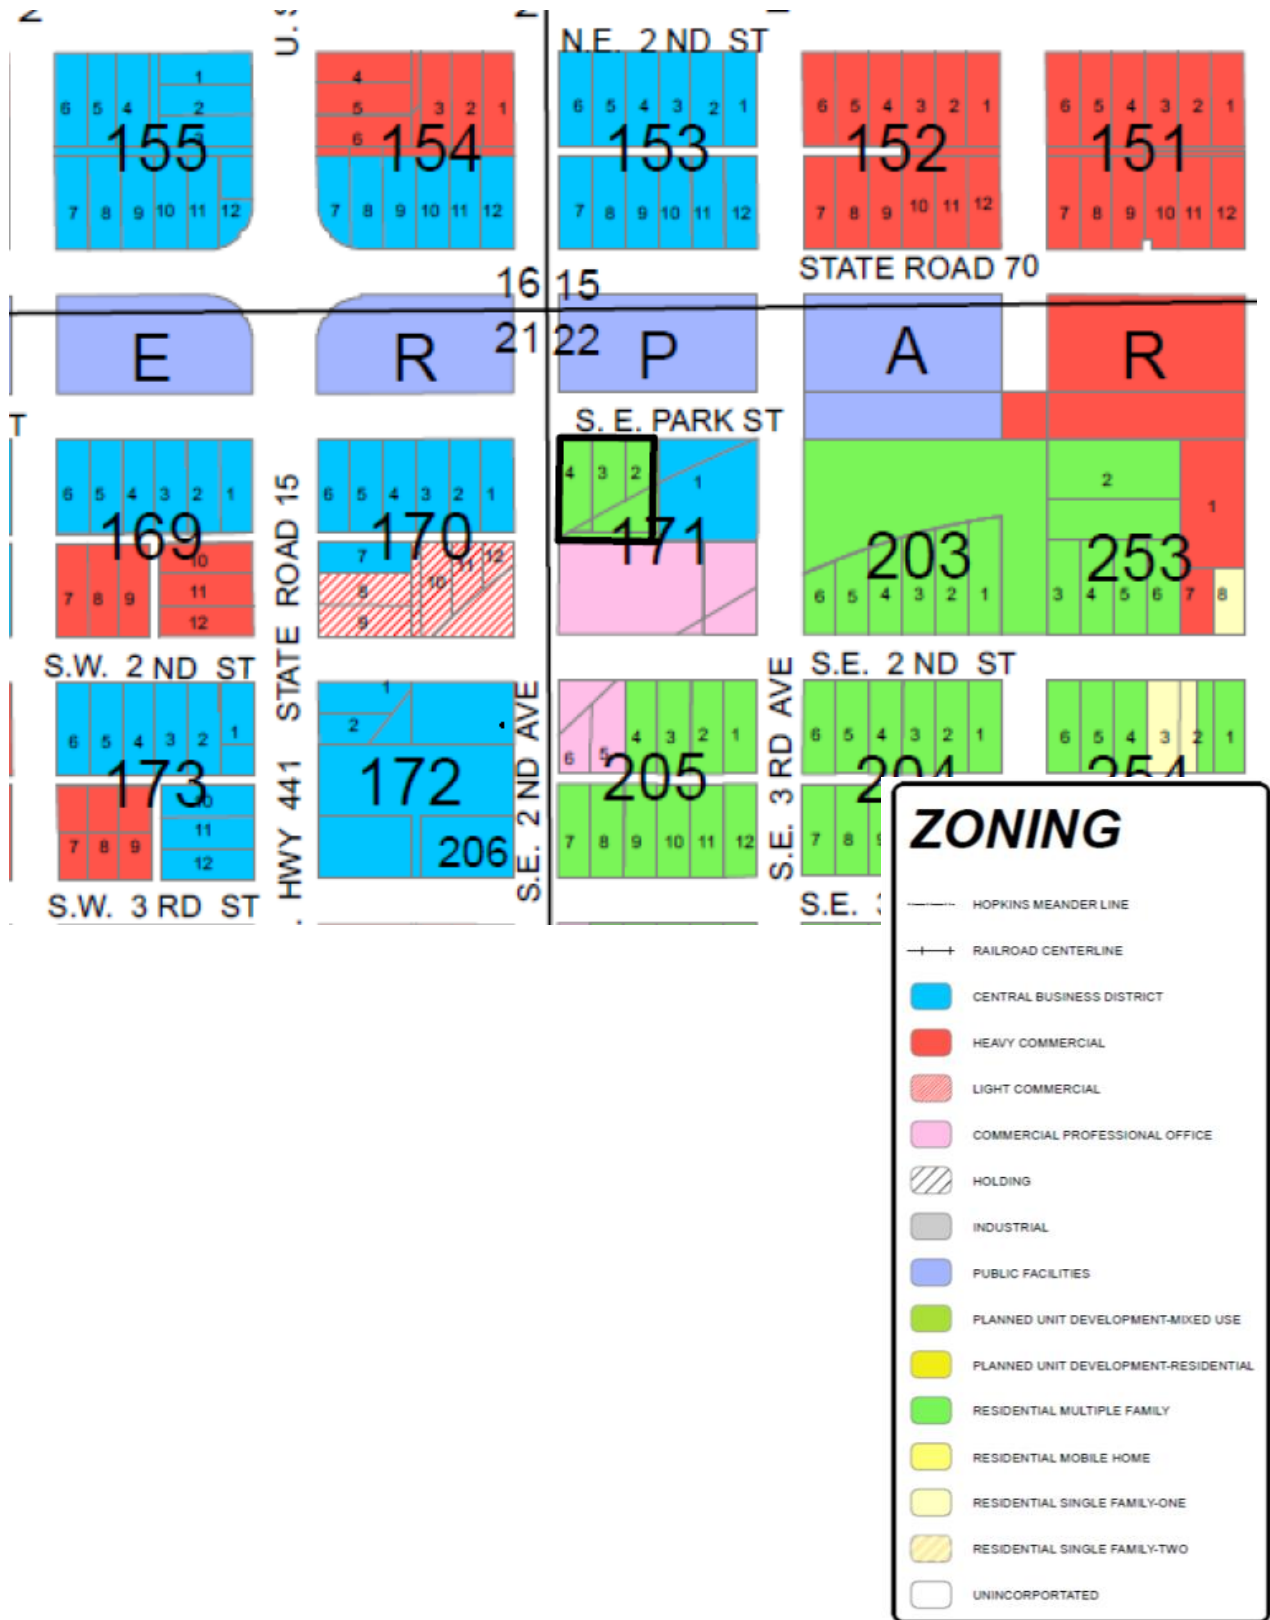 N.E. 2 ND ST
6 5 4 1 2
155
7 8 9 10 11 12
4 5 6 3 2 1
154
7 8 9 10 11 12
6 5 4 3 2 1
153
7 8 9 10 11 12
6 5 4 3 2 1
152
7 8 9 10 11 12
6 5 4 3 2 1
151
7 8 9 10 11 12
STATE ROAD 70
16 15
21 22
E R P A R
S. E. PARK ST
6 5 4 3 2 1
169
7 8 9 10 11 12
6 5 4 3 2 1
170
7 8 9 10 11 12
4 3 2 1
171
203
6 5 4 3 2 1
2 1
253
3 4 5 6 7 8
HWY 441 STATE ROAD 15
S.W. 2 ND ST
S.E. 2 ND ST
6 5 4 3 2 1
173
7 8 9 10 11 12
1 2
172
206
S.E. 2 ND AVE
6 5 4 3 2 1
205
7 8 9 10 11 12
S.E. 3 RD AVE
6 5 4 3 2 1
204
7 8
6 5 4 3 2 1
254
S.W. 3 RD ST
S.E.
ZONING
HOPKINS MEANDER LINE
RAILROAD CENTERLINE
CENTRAL BUSINESS DISTRICT
HEAVY COMMERCIAL
LIGHT COMMERCIAL
COMMERCIAL PROFESSIONAL OFFICE
HOLDING
INDUSTRIAL
PUBLIC FACILITIES
PLANNED UNIT DEVELOPMENT-MIXED USE
PLANNED UNIT DEVELOPMENT-RESIDENTIAL
RESIDENTIAL MULTIPLE FAMILY
RESIDENTIAL MOBILE HOME
RESIDENTIAL SINGLE FAMILY-ONE
RESIDENTIAL SINGLE FAMILY-TWO
UNINCORPORTATED